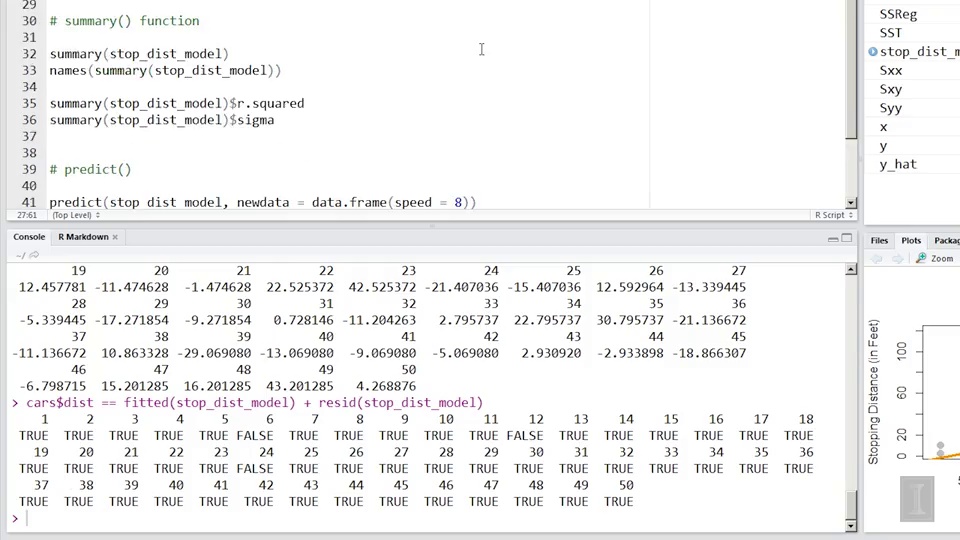 29
30 # summary() function
31
32 summary(stop_dist_model)
33 names(summary(stop_dist_model))
34
35 summary(stop_dist_model)$r.squared
36 summary(stop_dist_model)$sigma
37
38
39 # predict()
40
41 predict(stop_dist_model, newdata = data.frame(speed = 8))
27:61 (Top Level) R Script
SSReg
SST
stop_dist_m
Sxx
Sxy
Syy
x
y
y_hat
Console R Markdown
~/
19 20 21 22 23 24 25 26 27
12.457781 -11.474628 -1.474628 22.525372 42.525372 -21.407036 -15.407036 12.592964 -13.339445
28 29 30 31 32 33 34 35 36
-5.339445 -17.271854 -9.271854 0.728146 -11.204263 2.795737 22.795737 30.795737 -21.136672
37 38 39 40 41 42 43 44 45
-11.136672 10.863328 -29.069080 -13.069080 -9.069080 -5.069080 2.930920 -2.933898 -18.866307
46 47 48 49 50
-6.798715 15.201285 16.201285 43.201285 4.268876
> cars$dist == fitted(stop_dist_model) + resid(stop_dist_model)
1 2 3 4 5 6 7 8 9 10 11 12 13 14 15 16 17 18
TRUE TRUE TRUE TRUE TRUE FALSE TRUE TRUE TRUE TRUE TRUE FALSE TRUE TRUE TRUE TRUE TRUE TRUE
19 20 21 22 23 24 25 26 27 28 29 30 31 32 33 34 35 36
TRUE TRUE TRUE TRUE TRUE FALSE TRUE TRUE TRUE TRUE TRUE TRUE TRUE TRUE TRUE TRUE TRUE TRUE
37 38 39 40 41 42 43 44 45 46 47 48 49 50
TRUE TRUE TRUE TRUE TRUE TRUE TRUE TRUE TRUE TRUE TRUE TRUE TRUE TRUE
>
Files Plots Packag
Zoom
Stopping Distance (in Feet)
100
60
20
0
5
I